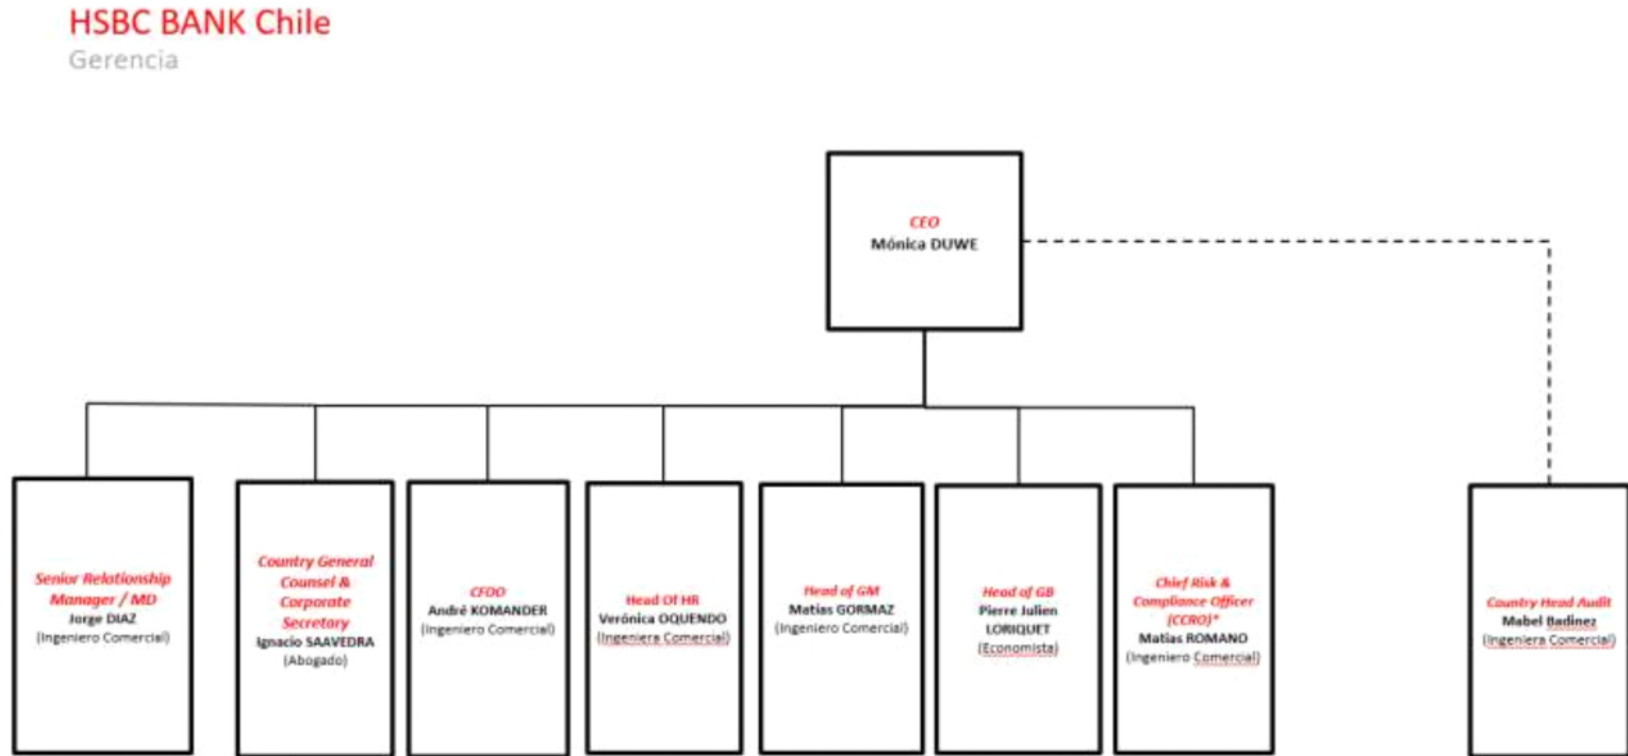 HSBC BANK Chile
Gerencia
CEO
Mónica DUWE
Senior Relationship
Manager / MD
Jorge DIAZ
(Ingeniero Comercial)
Country General
Counsel &
Corporate
Secretary
Ignacio SAAVEDRA
(Abogado)
CFOO
André KOMANDER
(Ingeniero Comercial)
Head Of HR
Verónica OQUENDO
(Ingeniera Comercial)
Head of GM
Matías GORMAZ
(Ingeniero Comercial)
Head of GB
Pierre Julien
LORIQUET
(Economista)
Chief Risk &
Compliance Officer
(CCRO)*
Matías ROMANO
(Ingeniero Comercial)
Country Head Audit
Mabel Badinez
(Ingeniera Comercial)